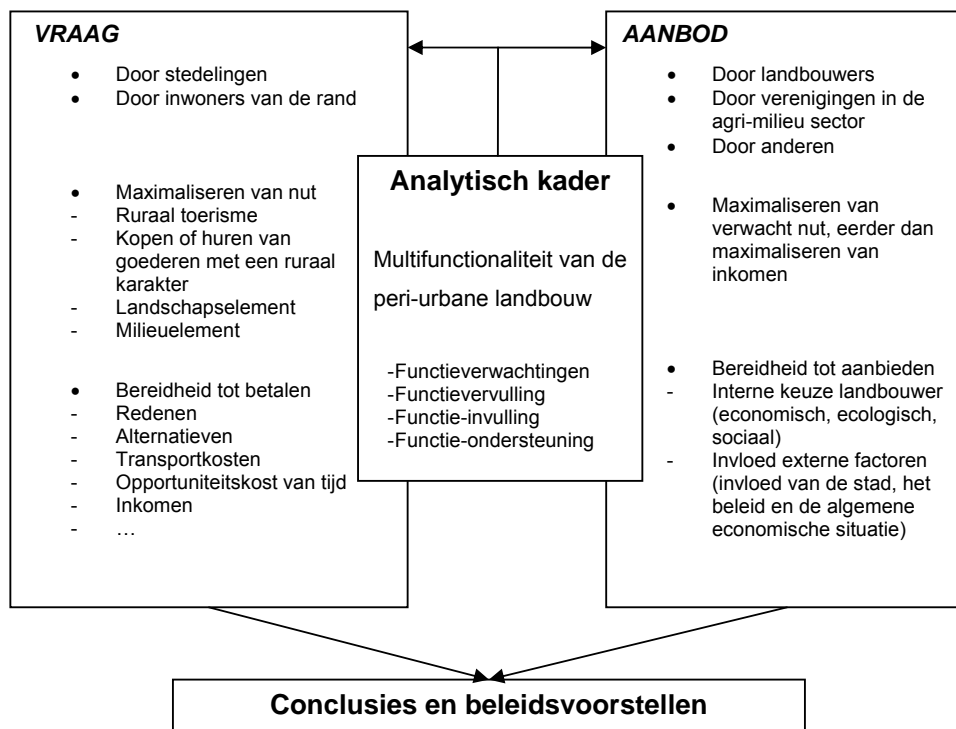 VRAAG
• Door stedelingen
• Door inwoners van de rand
• Maximaliseren van nut
- Ruraal toerisme
- Kopen of huren van
goederen met een ruraal
karakter
- Landschapselement
- Milieuelement
• Bereidheid tot betalen
- Redenen
- Alternatieven
- Transportkosten
- Opportuniteitskost van tijd
- Inkomen
- …
Analytisch kader
Multifunctionaliteit van de
peri-urbane landbouw
-Functieverwachtingen
-Functievervulling
-Functie-invulling
-Functie-ondersteuning
AANBOD
• Door landbouwers
• Door verenigingen in de
agri-milieu sector
• Door anderen
• Maximaliseren van
verwacht nut, eerder dan
maximaliseren van
inkomen
• Bereidheid tot aanbieden
- Interne keuze landbouwer
(economisch, ecologisch,
sociaal)
- Invloed externe factoren
(invloed van de stad, het
beleid en de algemene
economische situatie)
Conclusies en beleidsvoorstellen